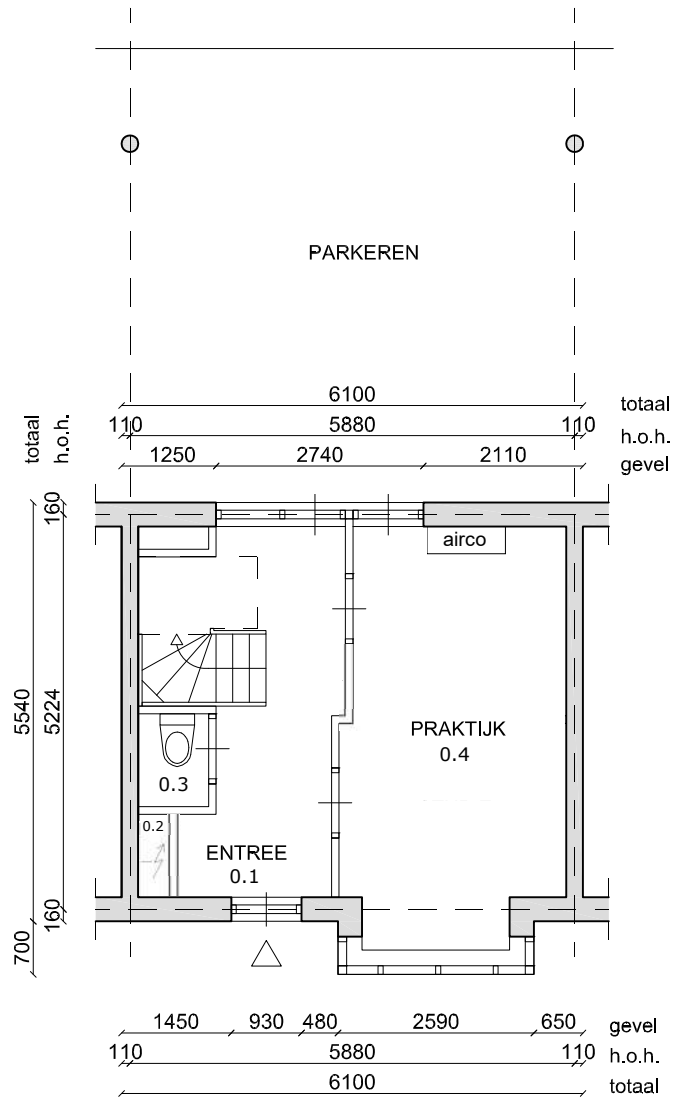 PARKEREN
6100 totaal
110 5880 110 h.o.h.
1250 2740 2110 gevel
totaal
h.o.h.
160
5540
5224
160
700
airco
PRAKTIJK
0.4
0.3
0.2
ENTREE
0.1
1450 930 480 2590 650 gevel
110 5880 110 h.o.h.
6100 totaal